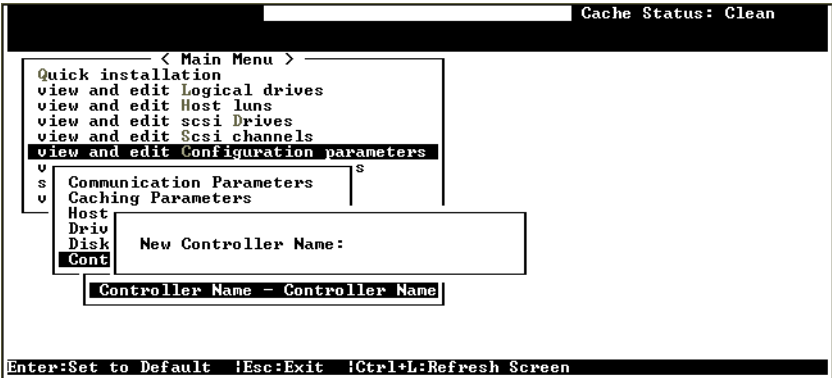 Cache Status: Clean
< Main Menu >
Quick installation
view and edit Logical drives
view and edit Host luns
view and edit scsi Drives
view and edit Scsi channels
view and edit Configuration parameters
v s
s Communication Parameters
v Caching Parameters
Host
Driv
Disk New Controller Name:
Cont
Controller Name - Controller Name
Enter:Set to Default |Esc:Exit |Ctrl+L:Refresh Screen